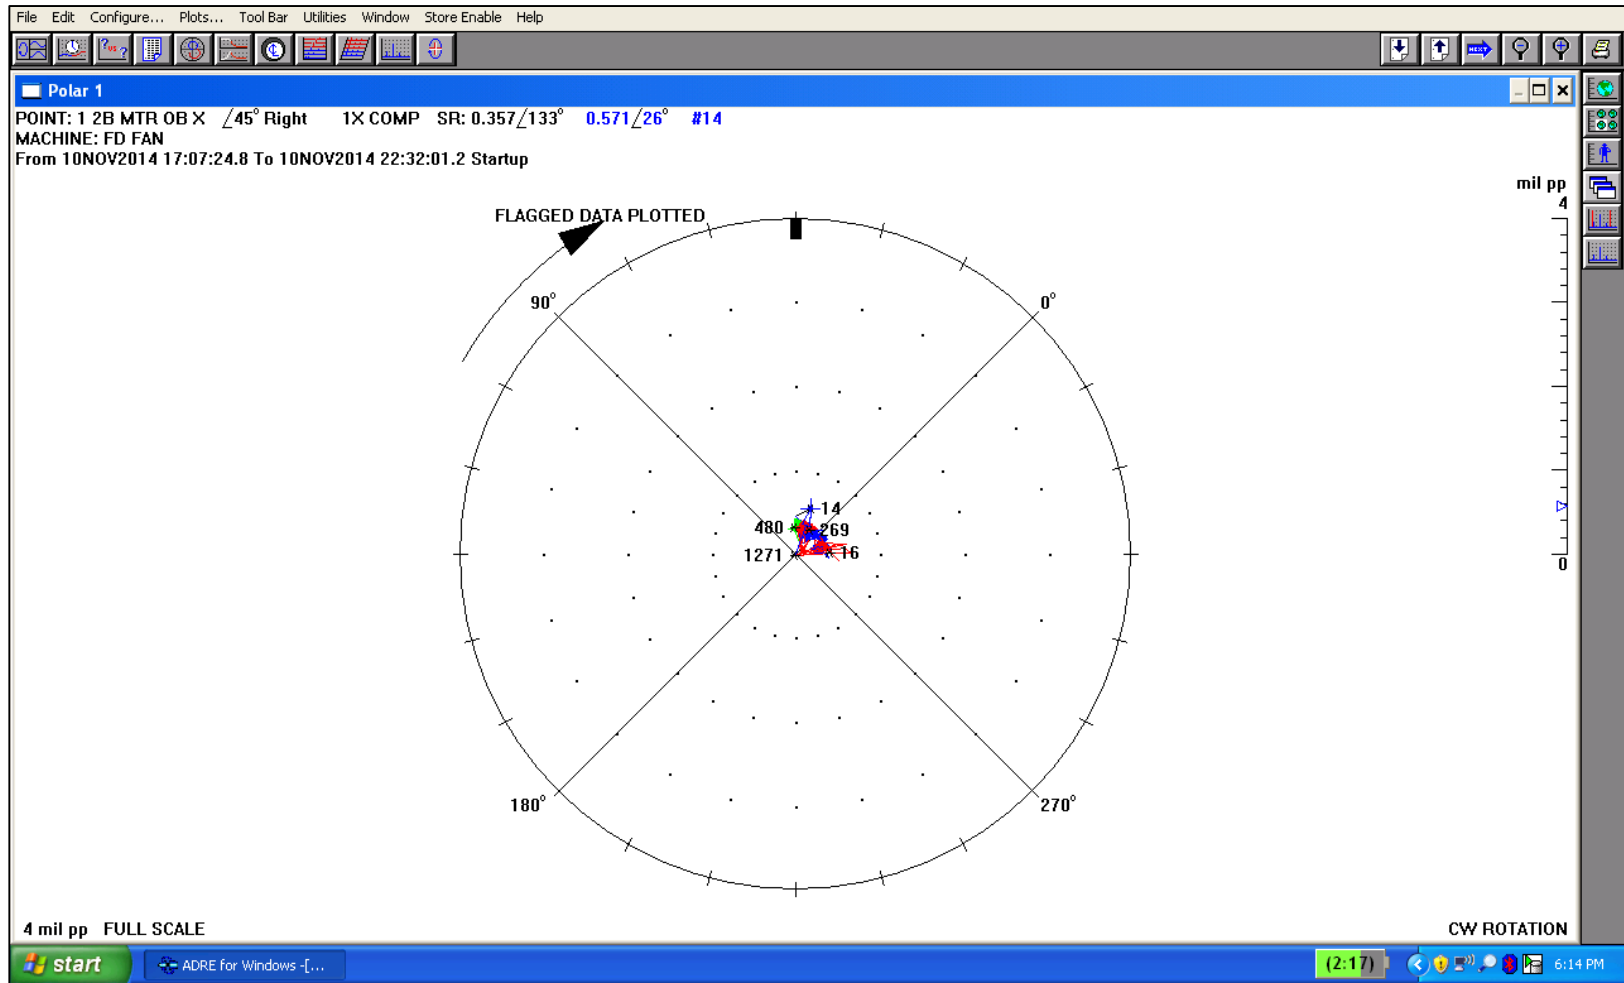 File Edit Configure... Plots... Tool Bar Utilities Window Store Enable Help
Polar 1
POINT: 1 2B MTR OB X ∠45° Right 1X COMP SR: 0.357∠133° 0.571∠26° #14
MACHINE: FD FAN
From 10NOV2014 17:07:24.8 To 10NOV2014 22:32:01.2 Startup
mil pp
4
FLAGGED DATA PLOTTED
90° 0°
14
480 269
1271 16
0
180° 270°
4 mil pp FULL SCALE CW ROTATION
start ADRE for Windows -[... (2:17) 6:14 PM